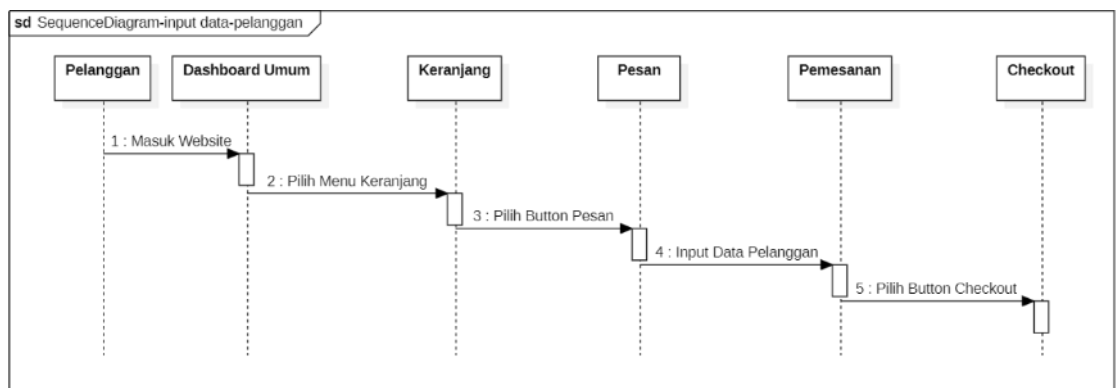 sd SequenceDiagram-input data-pelanggan
Pelanggan
Dashboard Umum
Keranjang
Pesan
Pemesanan
Checkout
1 : Masuk Website
2 : Pilih Menu Keranjang
3 : Pilih Button Pesan
4 : Input Data Pelanggan
5 : Pilih Button Checkout